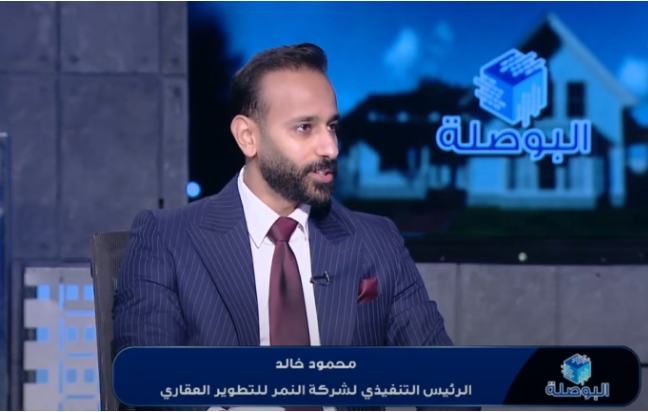 البوصلة
محمود خالد
الرئيس التنفيذي لشركة النمر للتطوير العقاري
البوصلة